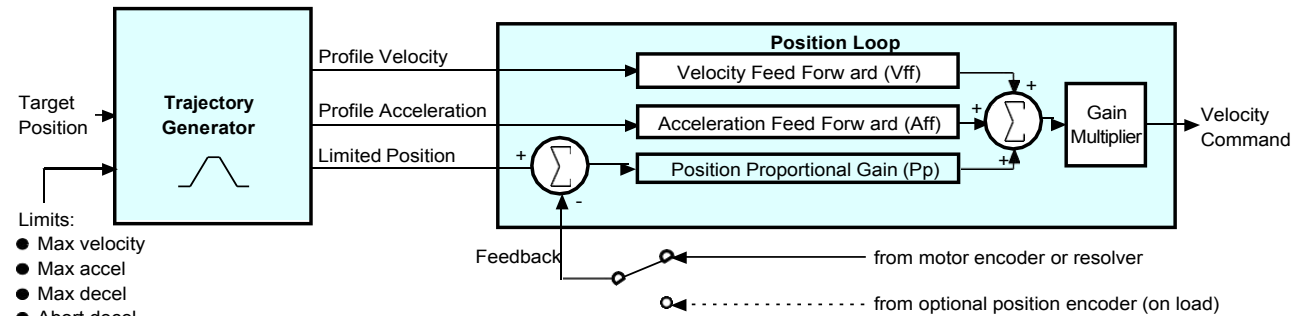 Position Loop
Profile Velocity
Velocity Feed Forw ard (Vff)
+
Target
Position
Trajectory
Generator
Profile Acceleration
+
Acceleration Feed Forw ard (Aff)
Σ
Gain
Multiplier
Velocity
Command
Limited Position
+
Σ
Position Proportional Gain (Pp)
+
-
Limits:
● Max velocity
● Max accel
● Max decel
● Abort decel
Feedback
from motor encoder or resolver
from optional position encoder (on load)